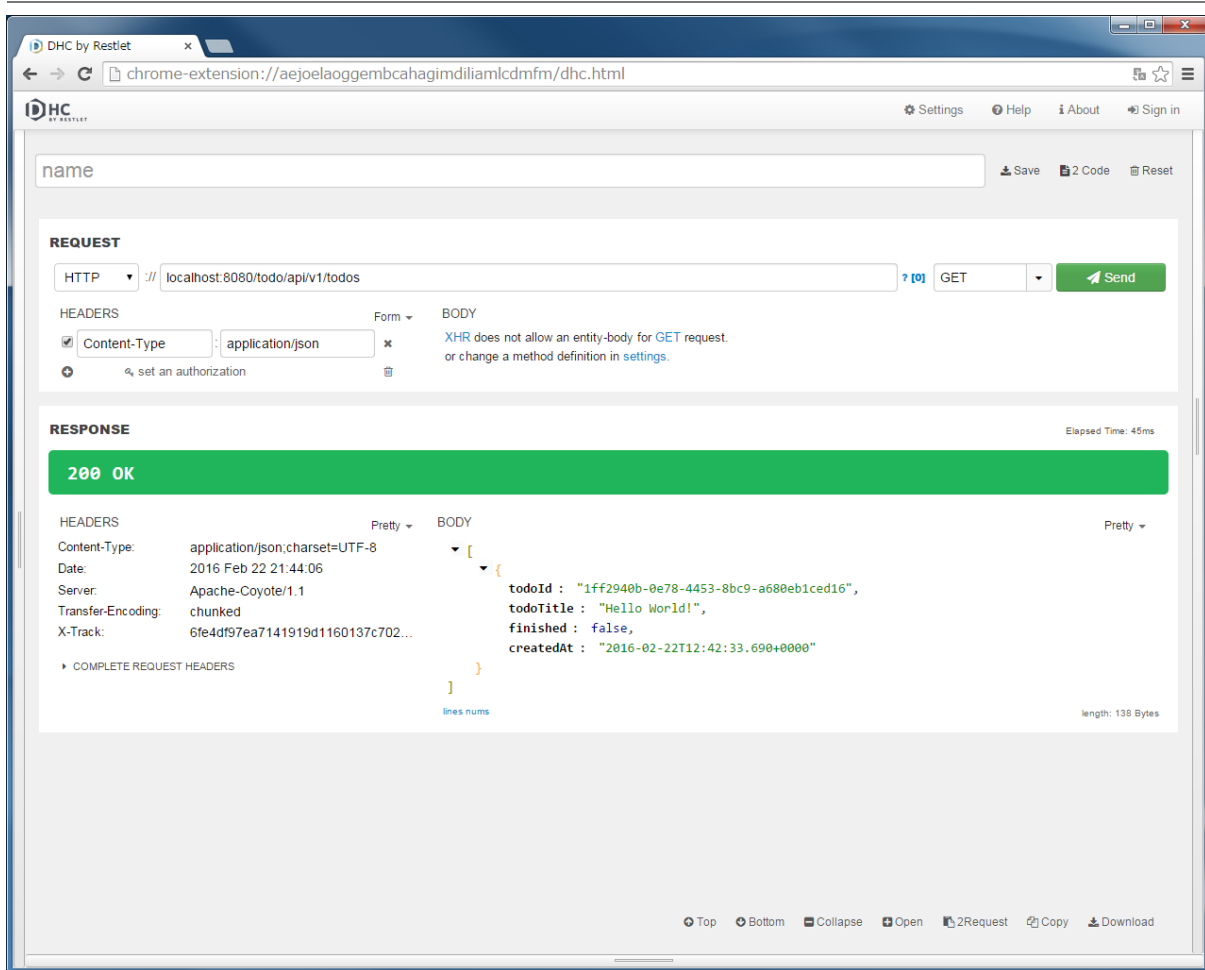 DHC by Restlet ×
chrome-extension://aejoelaoggembcahagimdiliamlcdmfm/dhc.html
DHC BY RESTLET Settings Help About Sign in
name Save 2 Code Reset
REQUEST
HTTP :// localhost:8080/todo/api/v1/todos ? [0] GET Send
HEADERS Form BODY
Content-Type : application/json XHR does not allow an entity-body for GET request.
or change a method definition in settings.
set an authorization
RESPONSE Elapsed Time: 45ms
200 OK
HEADERS Pretty BODY Pretty
Content-Type: application/json;charset=UTF-8 [
Date: 2016 Feb 22 21:44:06 {
Server: Apache-Coyote/1.1 todoId : "1ff2940b-0e78-4453-8bc9-a680eb1ced16",
Transfer-Encoding: chunked todoTitle : "Hello World!",
X-Track: 6fe4df97ea7141919d1160137c702... finished : false,
createdAt : "2016-02-22T12:42:33.690+0000"
COMPLETE REQUEST HEADERS }
]
lines nums length: 138 Bytes
Top Bottom Collapse Open 2Request Copy Download